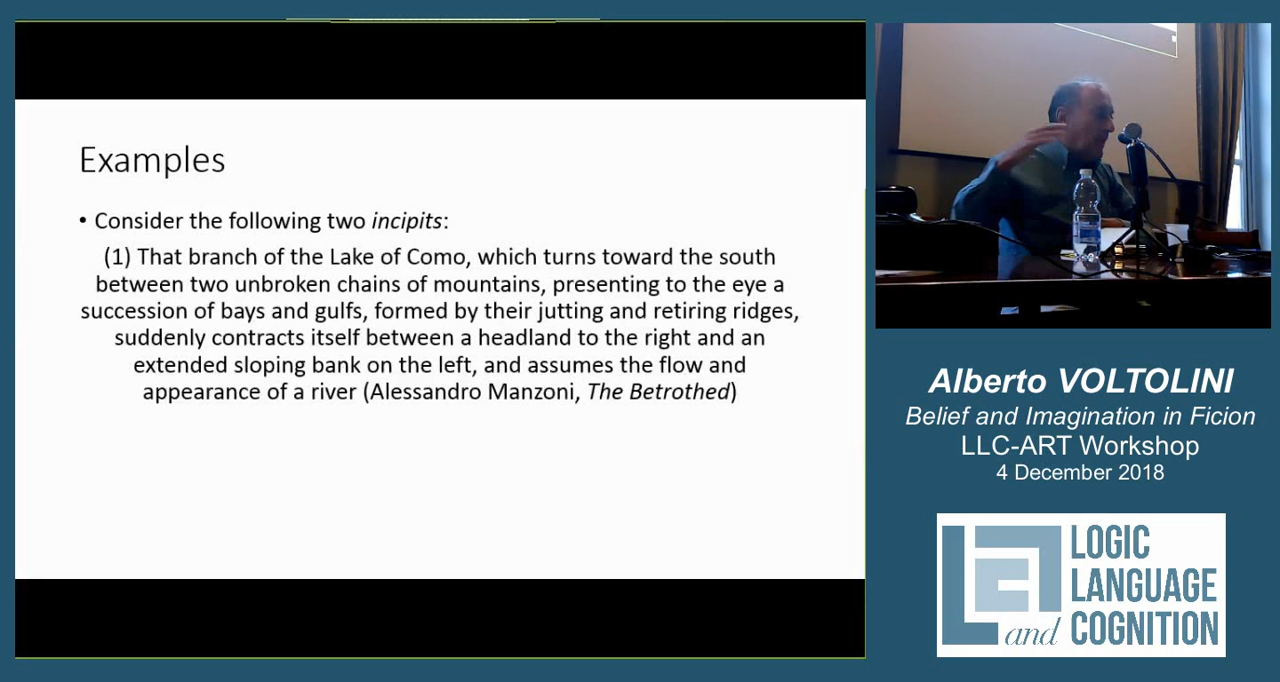 Examples
• Consider the following two incipits:
(1) That branch of the Lake of Como, which turns toward the south
between two unbroken chains of mountains, presenting to the eye a
succession of bays and gulfs, formed by their jutting and retiring ridges,
suddenly contracts itself between a headland to the right and an
extended sloping bank on the left, and assumes the flow and
appearance of a river (Alessandro Manzoni, The Betrothed)
Alberto VOLTOLINI
Belief and Imagination in Ficion
LLC-ART Workshop
4 December 2018
LOGIC
LANGUAGE
and COGNITION